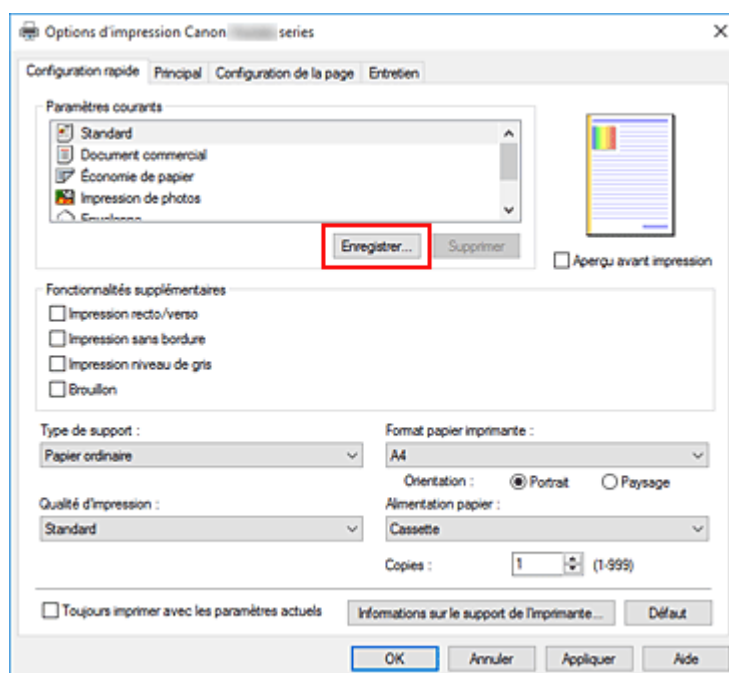 Options d'impression Canon series
Configuration rapide Principal Configuration de la page Entretien
Paramètres courants
Standard
Document commercial
Économie de papier
Impression de photos
Enregistrer... Supprimer
Aperçu avant impression
Fonctionnalités supplémentaires
Impression recto/verso
Impression sans bordure
Impression niveau de gris
Brouillon
Type de support :
Papier ordinaire
Format papier imprimante :
A4
Orientation : Portrait Paysage
Qualité d'impression :
Standard
Alimentation papier :
Cassette
Copies : 1 (1-999)
Toujours imprimer avec les paramètres actuels
Informations sur le support de l'imprimante...
Défaut
OK Annuler Appliquer Aide